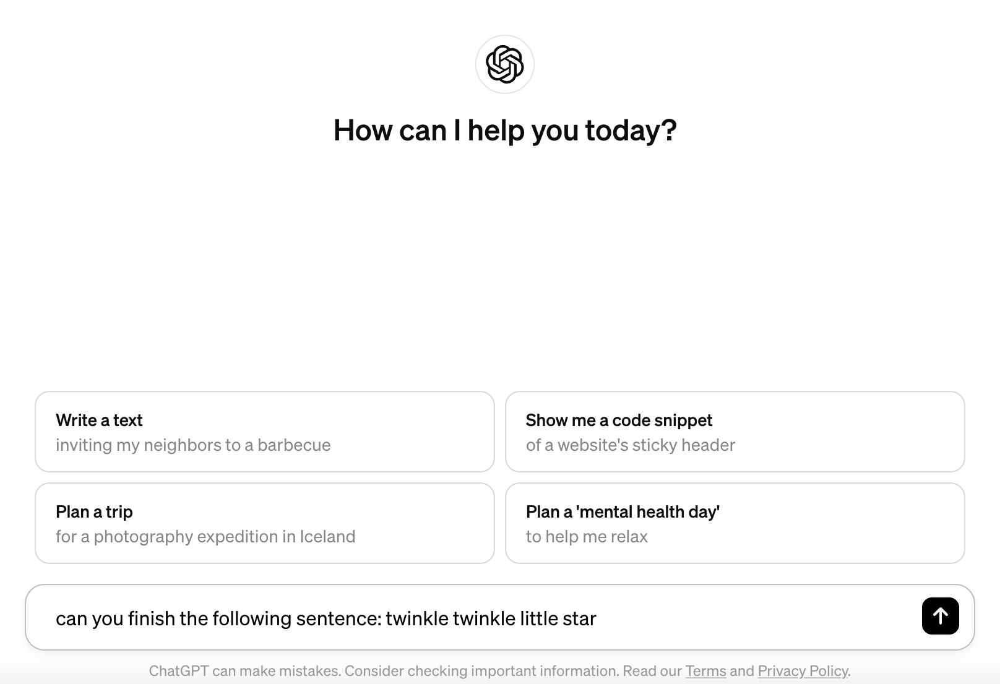 How can I help you today?
Write a text
inviting my neighbors to a barbecue
Show me a code snippet
of a website's sticky header
Plan a trip
for a photography expedition in Iceland
Plan a 'mental health day'
to help me relax
can you finish the following sentence: twinkle twinkle little star
ChatGPT can make mistakes. Consider checking important information. Read our Terms and Privacy Policy.